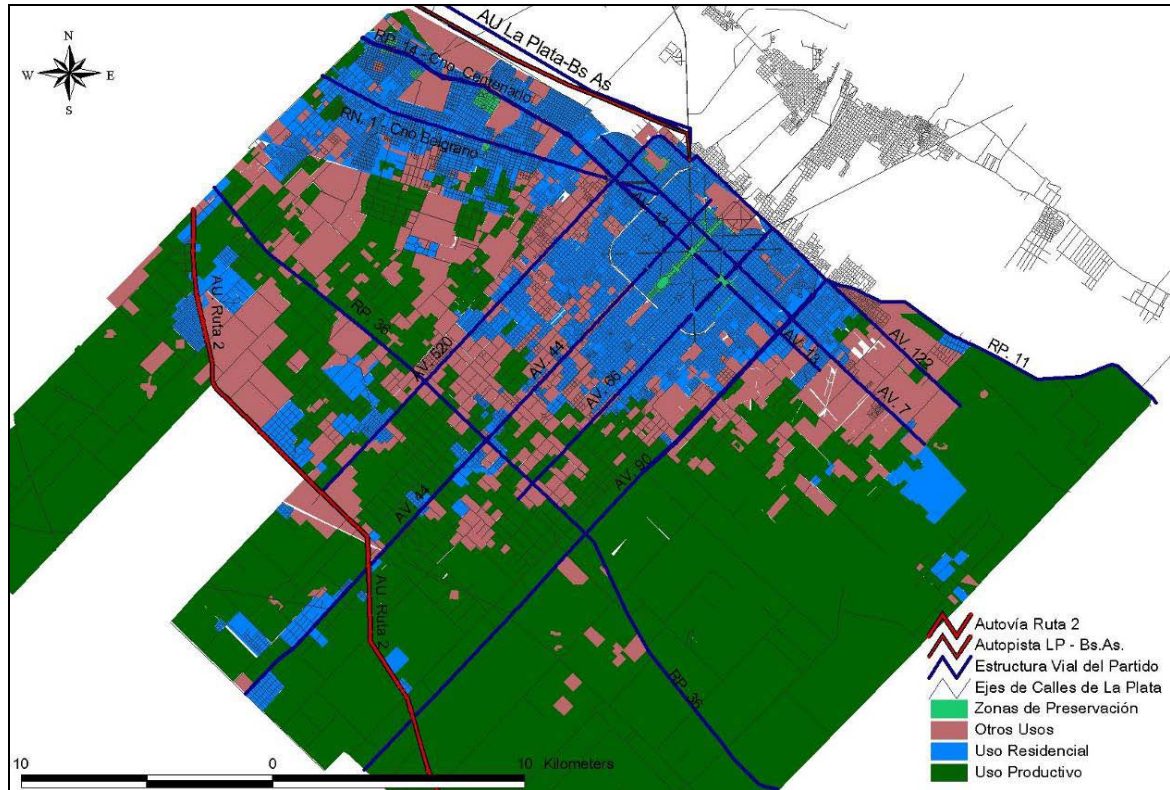 N
W
E
S
AU La Plata-Bs As
RP. 14 - Cno. Centenario
RN. 1 Cno Belgrano
AV. 13
AU Ruta 2
RP. 36
AV. 520
AV. 44
AV. 66
AV. 13
AV. 122
AV. 7
RP. 11
AV. 90
AV. 44
AU. Ruta 2
RP. 36
Autovía Ruta 2
Autopista LP - Bs.As.
Estructura Vial del Partido
Ejes de Calles de La Plata
Zonas de Preservación
Otros Usos
Uso Residencial
Uso Productivo
10 0 10 Kilometers